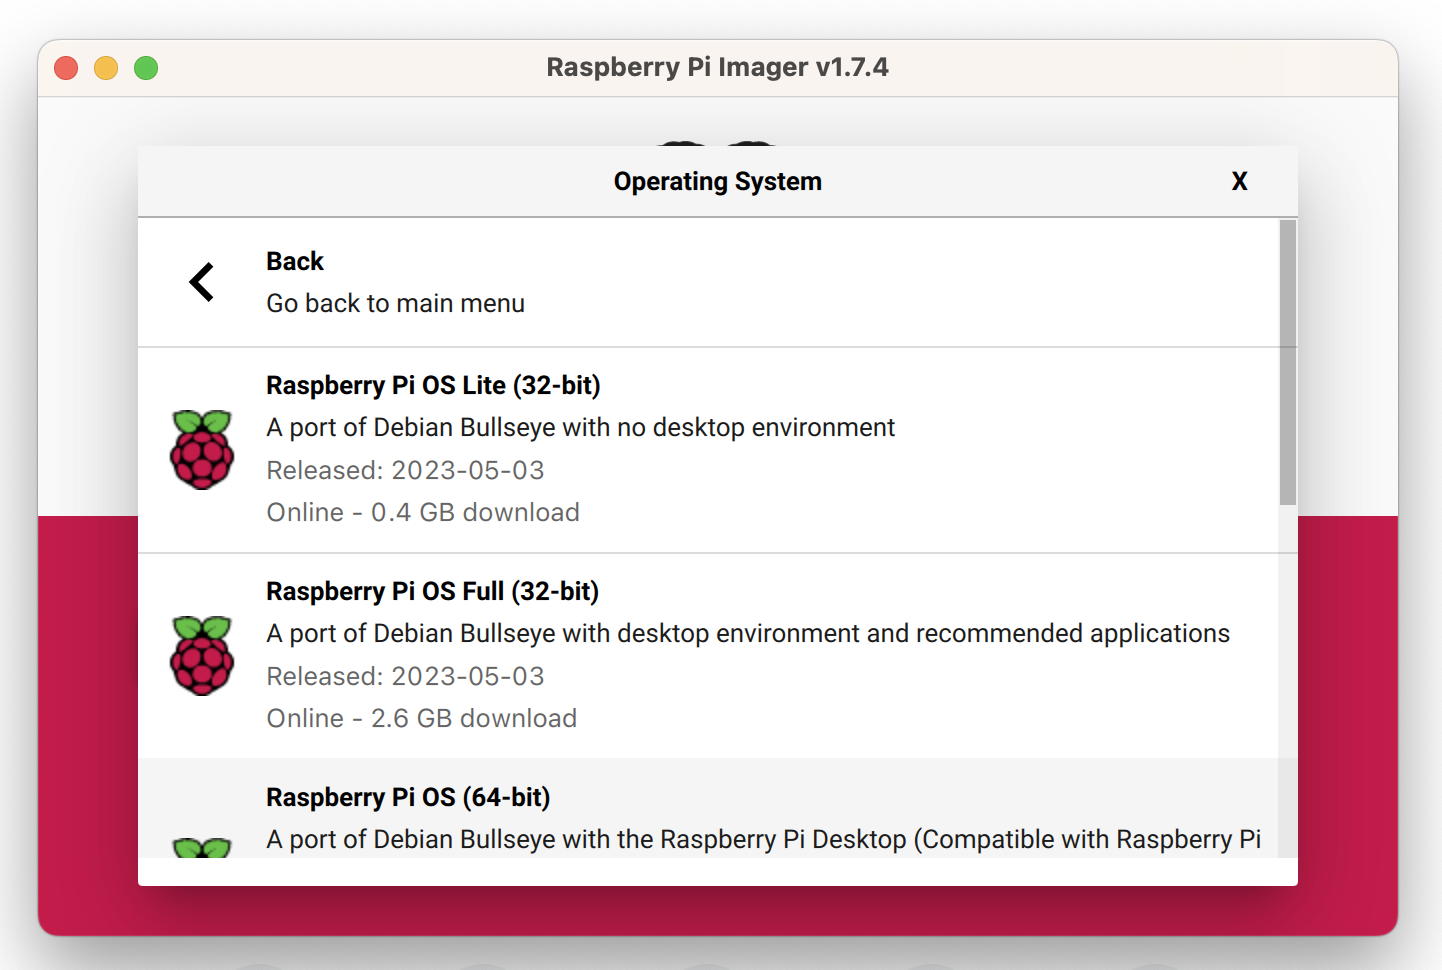 Raspberry Pi Imager v1.7.4
Operating System
X
Back
Go back to main menu
Raspberry Pi OS Lite (32-bit)
A port of Debian Bullseye with no desktop environment
Released: 2023-05-03
Online - 0.4 GB download
Raspberry Pi OS Full (32-bit)
A port of Debian Bullseye with desktop environment and recommended applications
Released: 2023-05-03
Online - 2.6 GB download
Raspberry Pi OS (64-bit)
A port of Debian Bullseye with the Raspberry Pi Desktop (Compatible with Raspberry Pi